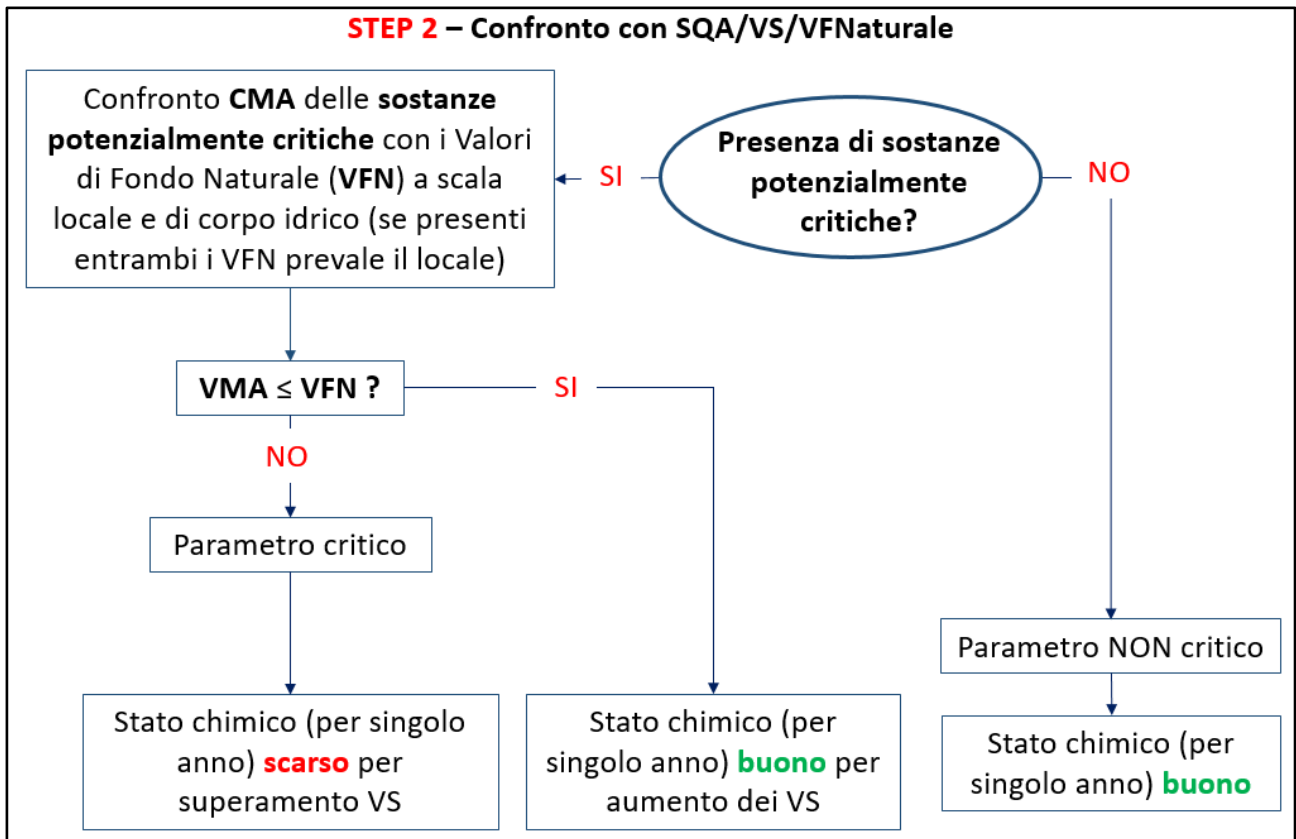 STEP 2 – Confronto con SQA/VS/VFNaturale
Confronto CMA delle sostanze
potenzialmente critiche con i Valori
di Fondo Naturale (VFN) a scala
locale e di corpo idrico (se presenti
entrambi i VFN prevale il locale)
SI
Presenza di sostanze
potenzialmente
critiche?
NO
VMA ≤ VFN ?
SI
NO
Parametro critico
Parametro NON critico
Stato chimico (per singolo
anno) scarso per
superamento VS
Stato chimico (per
singolo anno) buono per
aumento dei VS
Stato chimico (per
singolo anno) buono